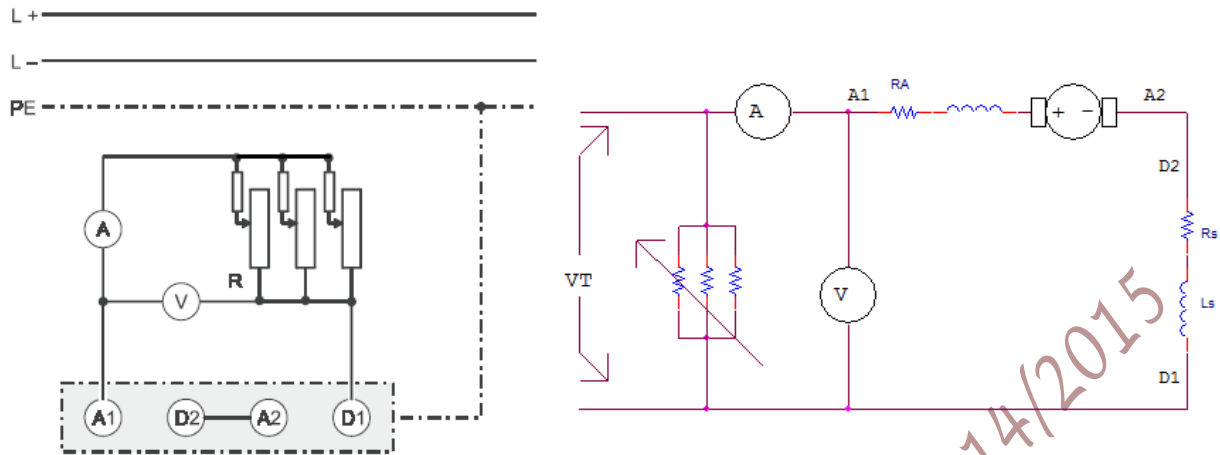 L+
L-
PE
A
V
R
A1 D2 A2 D1
VT
A
V
A1
RA
+ -
A2
D2
Rs
Ls
D1
14/2015